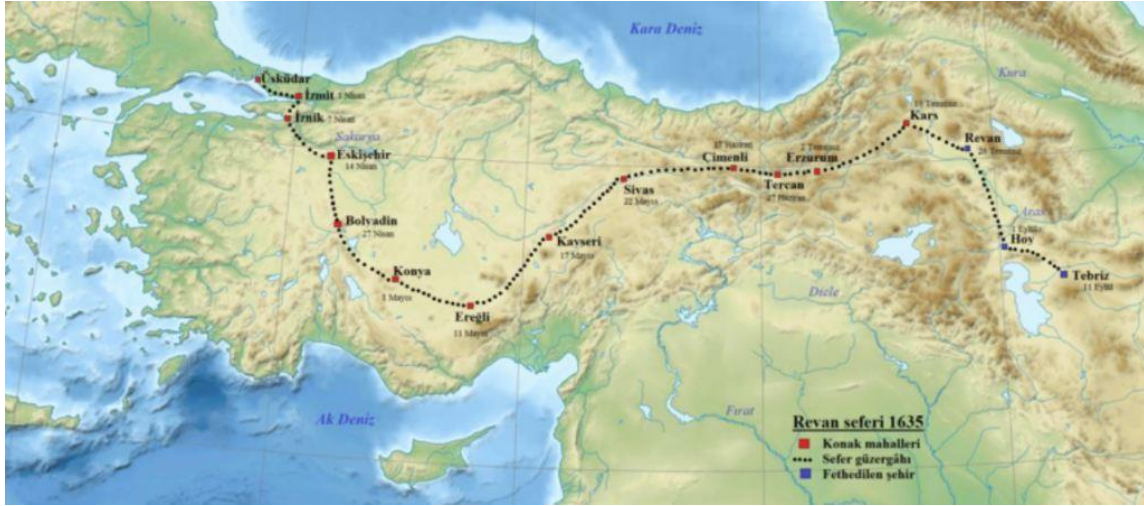 Kara Deniz
Kura
Üsküdar
İzmit 3 Nisan
İznik 7 Nisan
Sakarya
Eskişehir
14 Nisan
Bolvadin
27 Nisan
Konya
Ereğli
11 Mayıs
Kayseri
17 Mayıs
Sivas
22 Mayıs
Çimenli
Tercan
27 Haziran
2 Temmuz
Erzurum
Kars
Revan
26 Temmuz
Aras
Hoy
Tebriz
11 Eylül
Dicle
Fırat
Ak Deniz
Revan seferi 1635
Konak mahalleri
Sefer güzergâhı
Fethedilen şehir